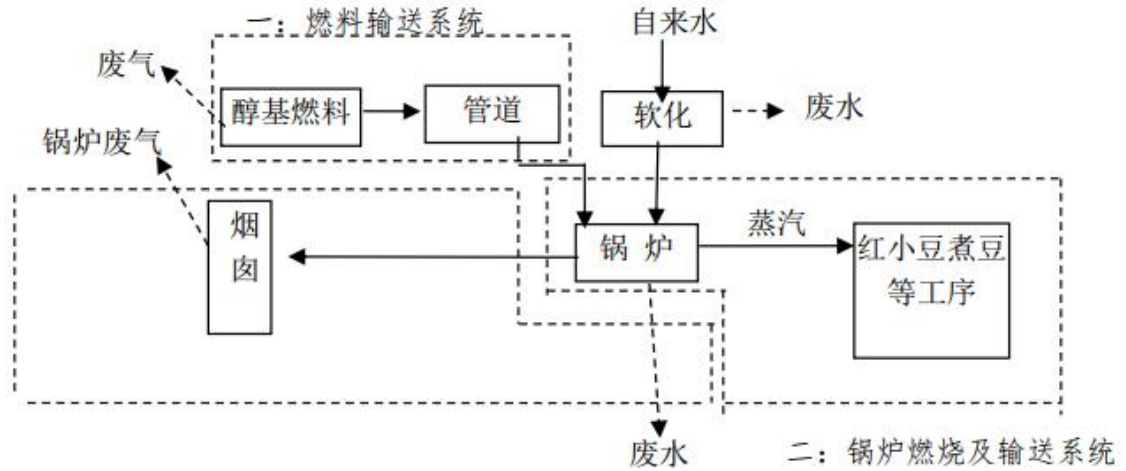 一：燃料输送系统
自来水
废气
醇基燃料
管道
软化
废水
锅炉废气
烟
囱
锅 炉
蒸汽
红小豆煮豆
等工序
废水
二：锅炉燃烧及输送系统